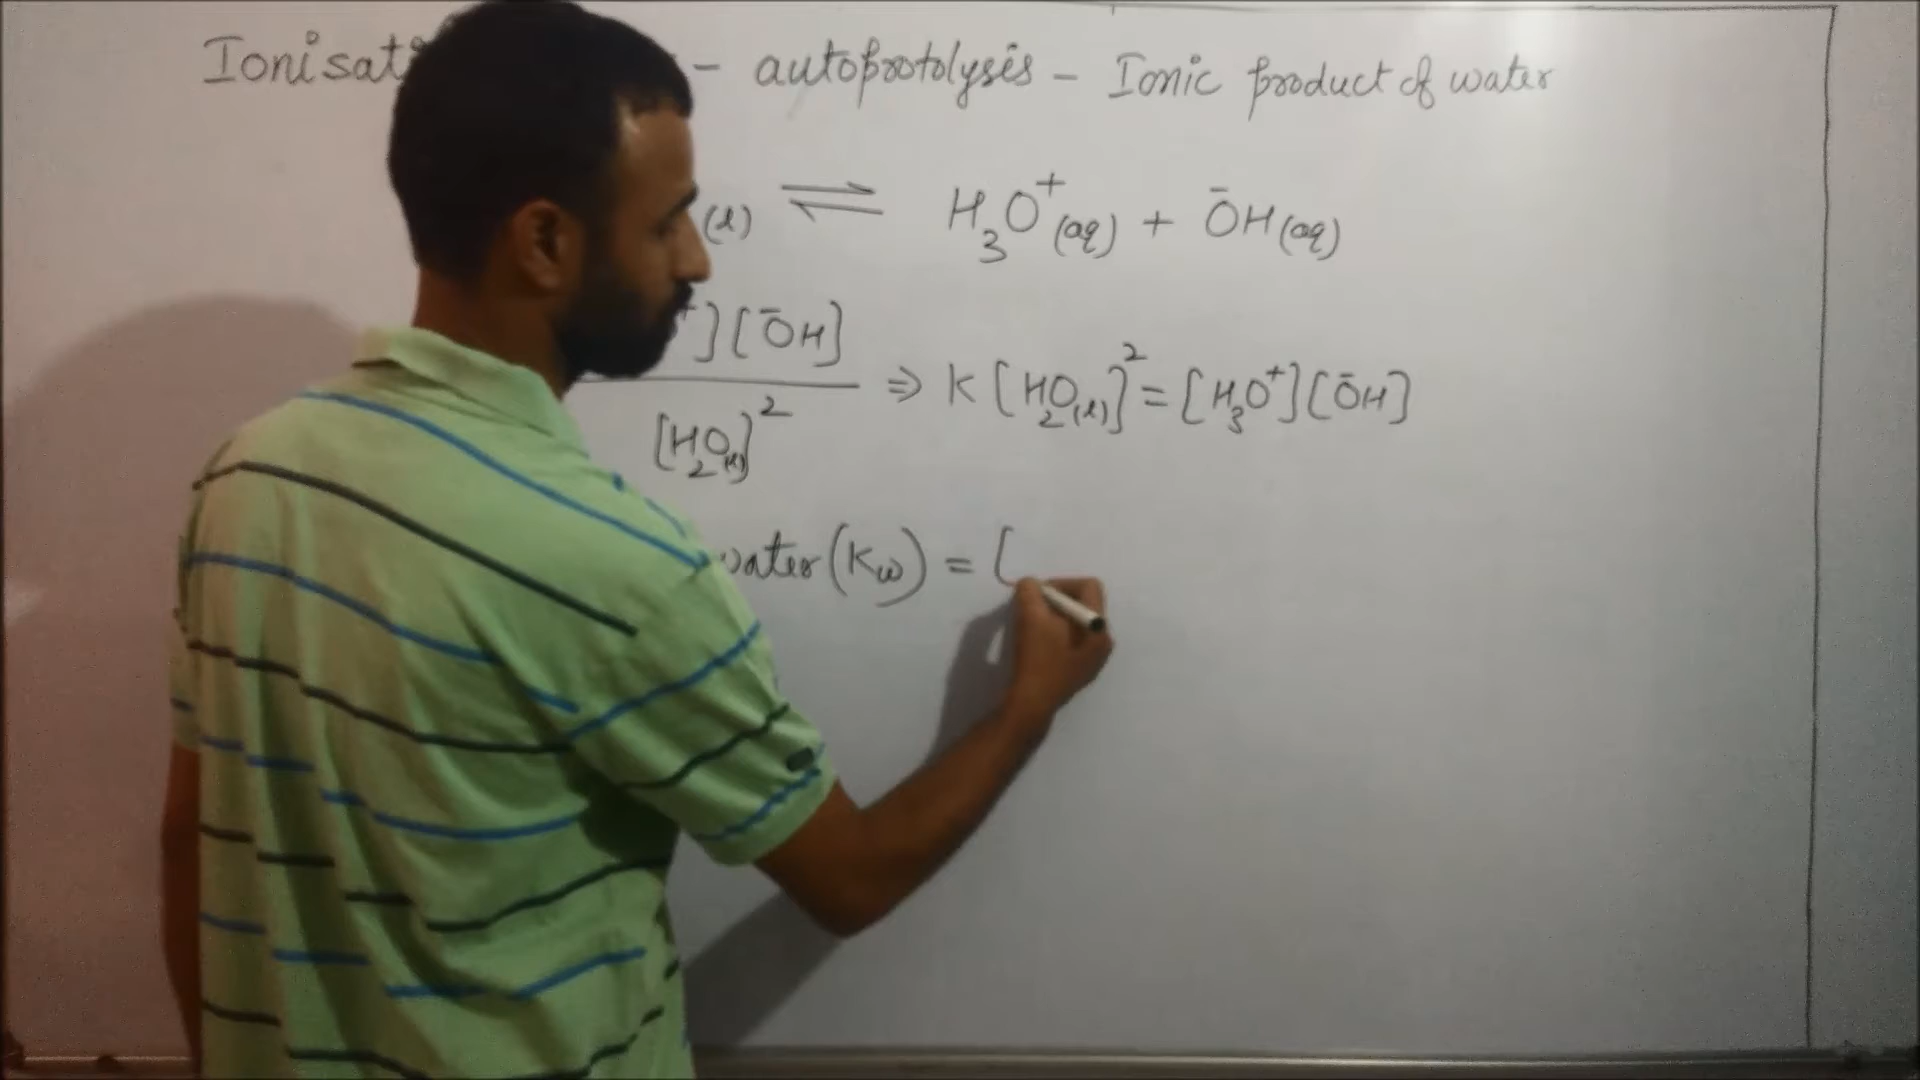 Ionisat - autoprotolysis - Ionic product of water
(l) ⇌ H₃O⁺(aq) + ŌH(aq)
⁺][ŌH] / [H₂O(l)]² ⇒ K[H₂O(l)]² = [H₃O⁺][ŌH]
water (Kw) = [